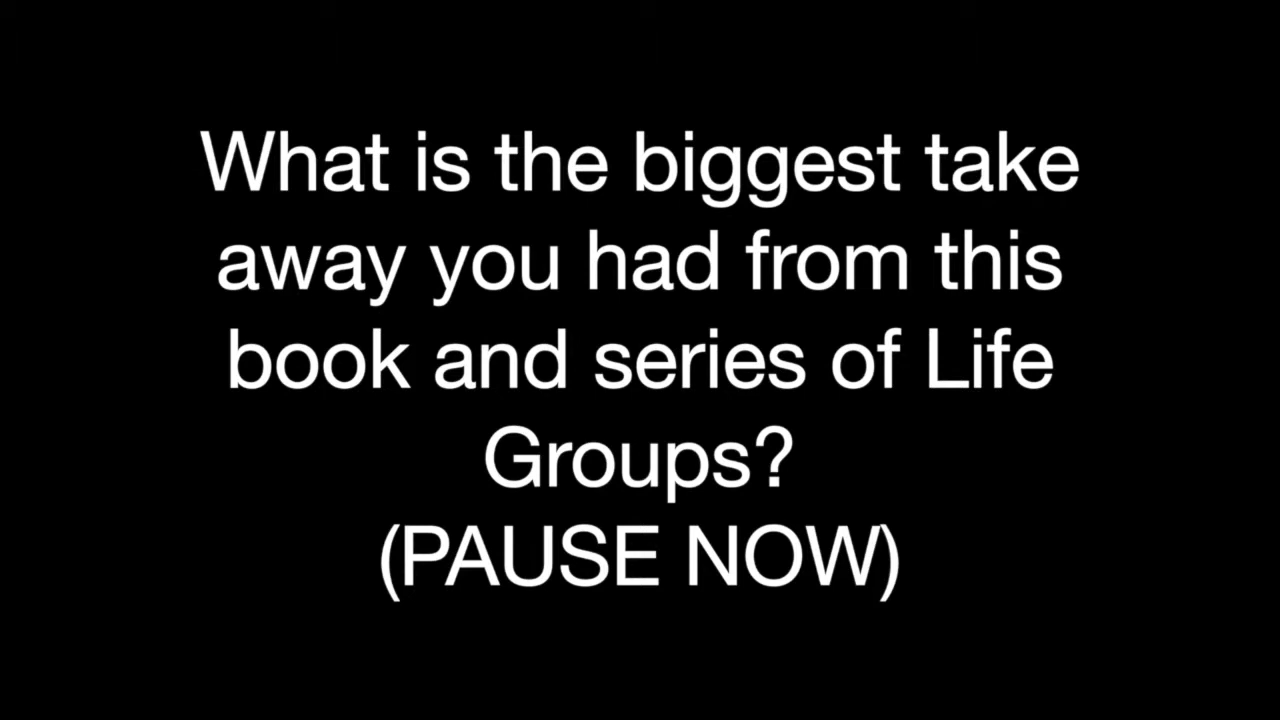 What is the biggest take
away you had from this
book and series of Life
Groups?
(PAUSE NOW)